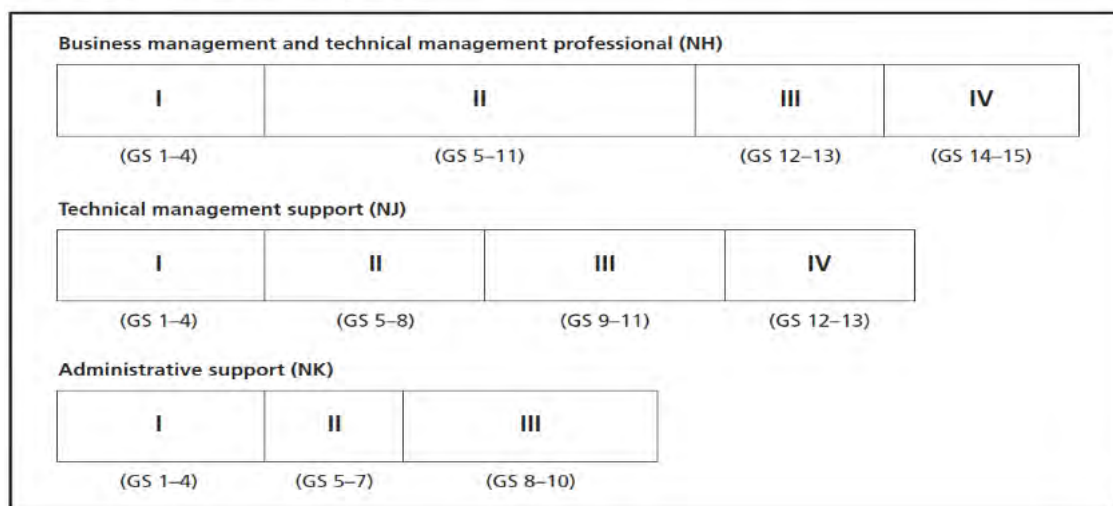 Business management and technical management professional (NH)
I II III IV
(GS 1–4) (GS 5–11) (GS 12–13) (GS 14–15)
Technical management support (NJ)
I II III IV
(GS 1–4) (GS 5–8) (GS 9–11) (GS 12–13)
Administrative support (NK)
I II III
(GS 1–4) (GS 5–7) (GS 8–10)